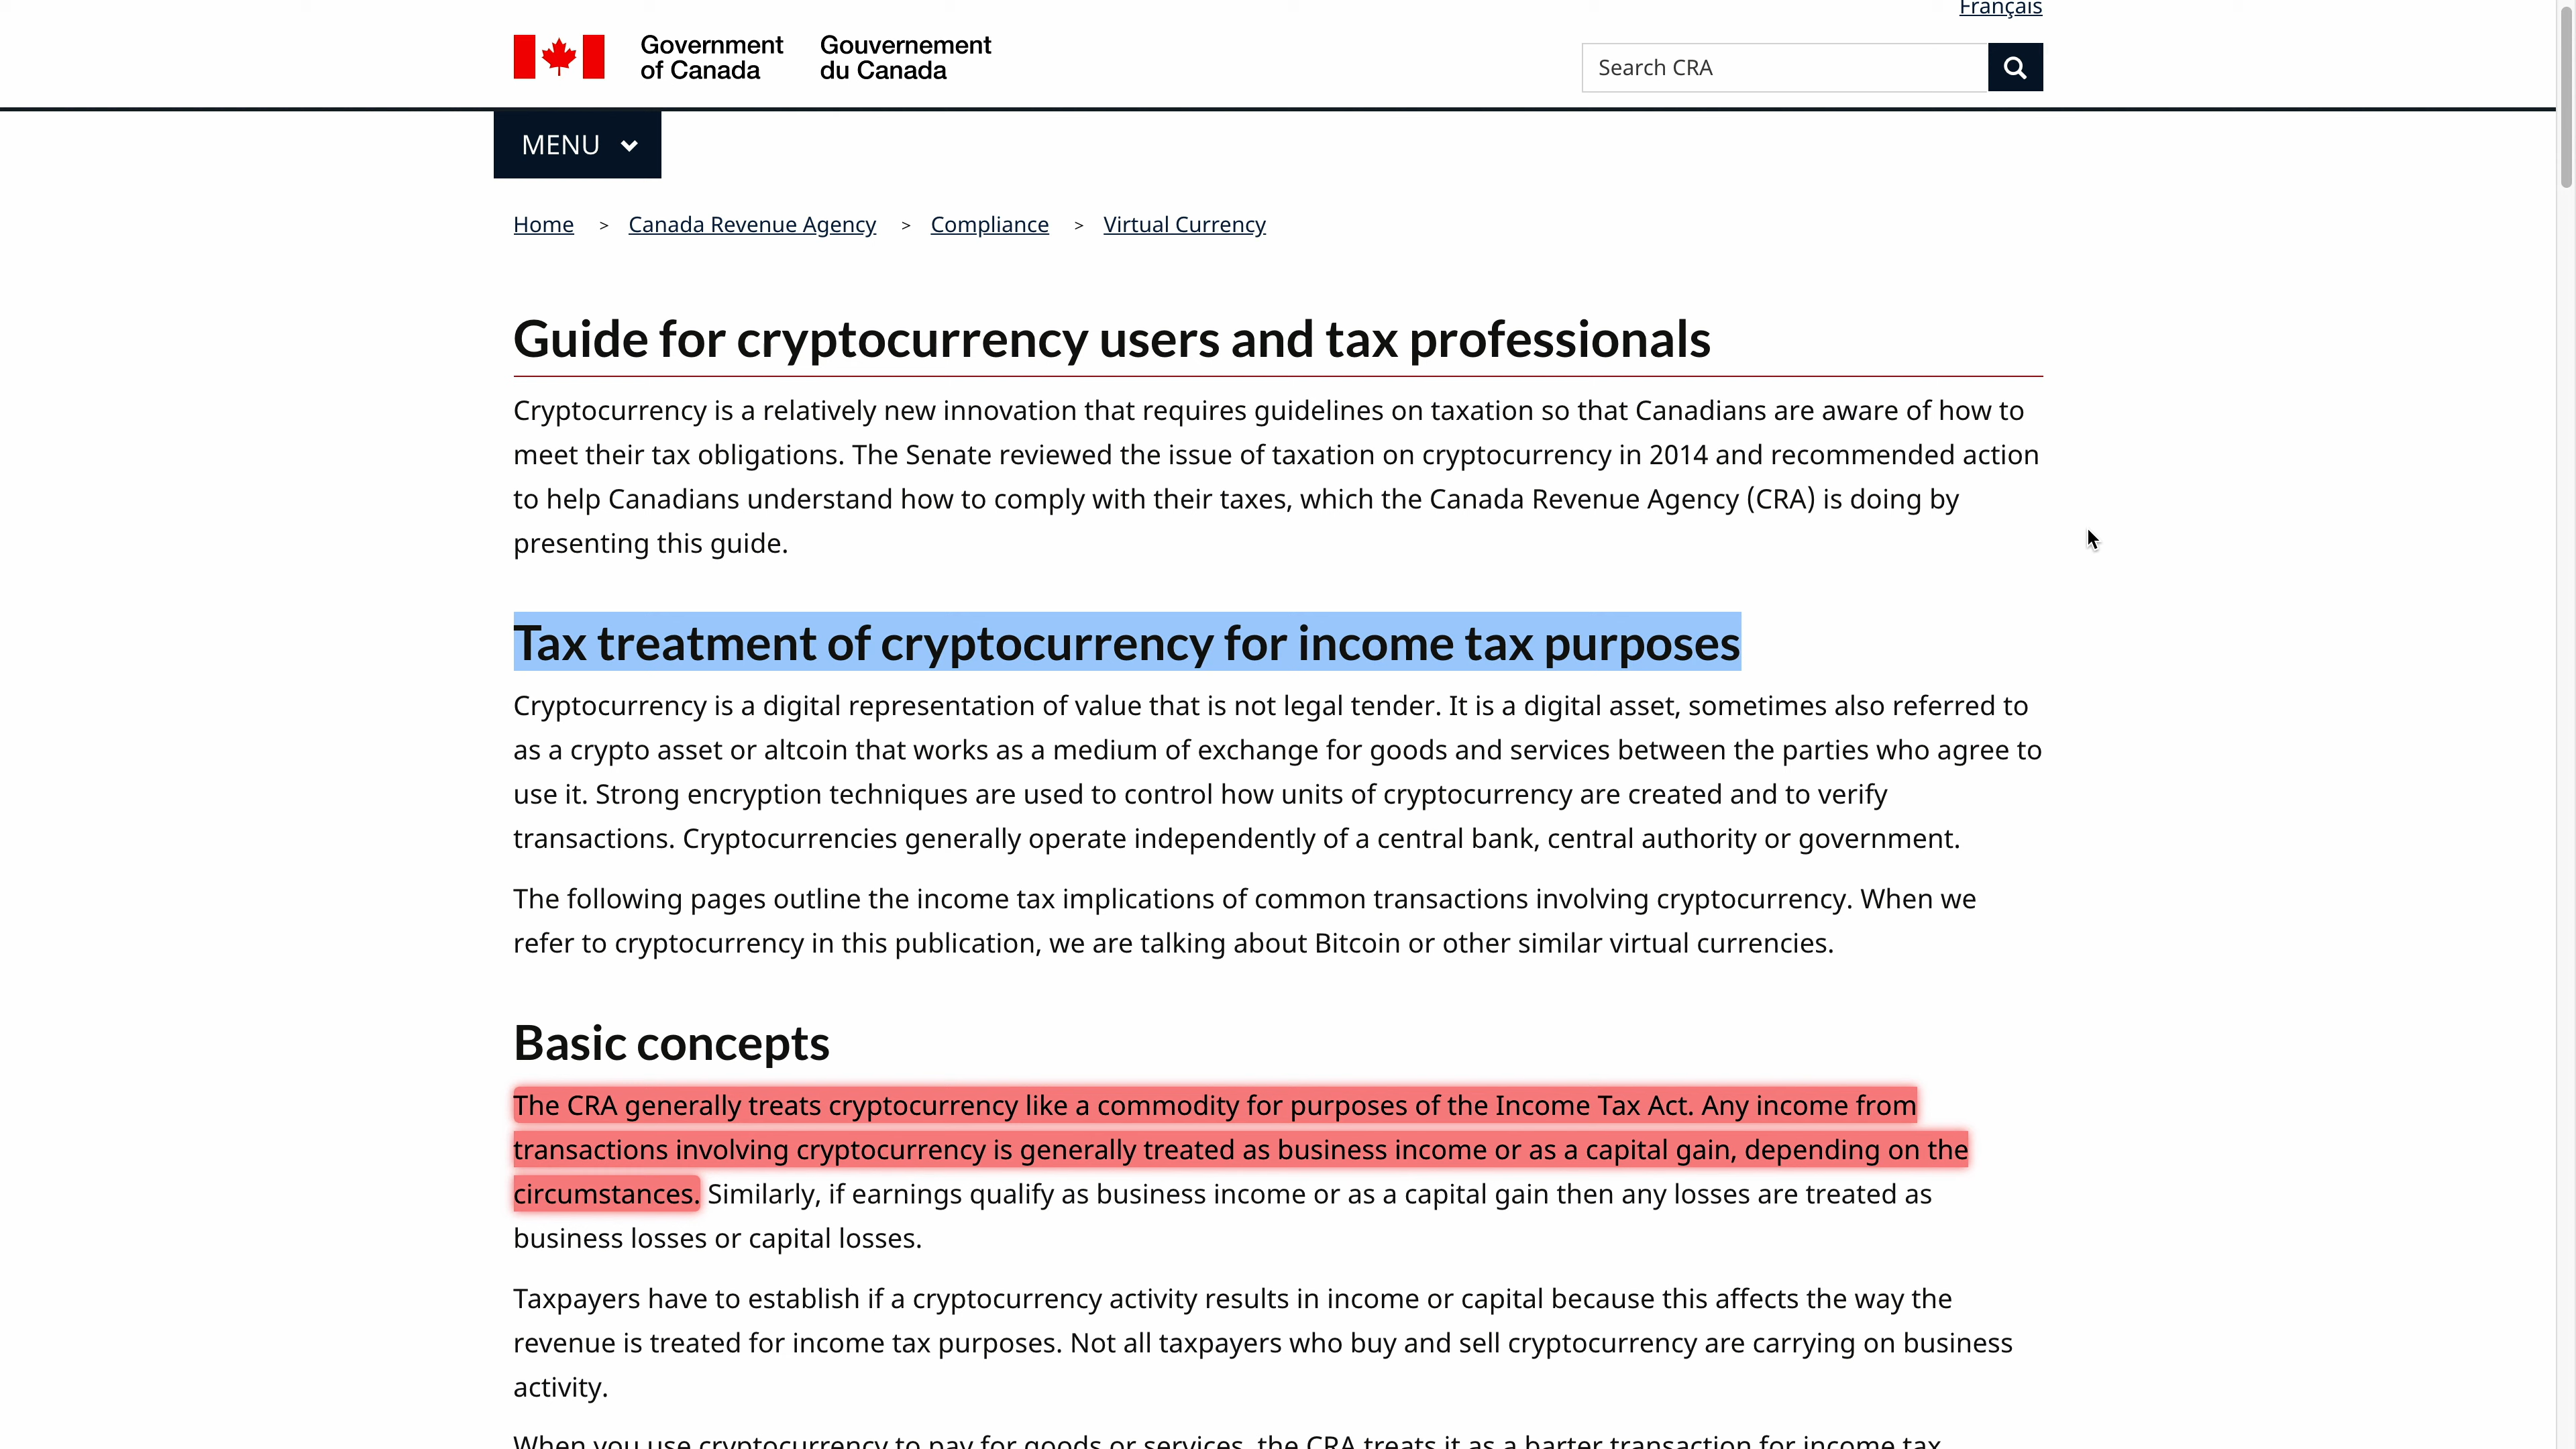 Français
Government
of Canada
Gouvernement
du Canada
Search CRA
MENU
Home > Canada Revenue Agency > Compliance > Virtual Currency
Guide for cryptocurrency users and tax professionals
Cryptocurrency is a relatively new innovation that requires guidelines on taxation so that Canadians are aware of how to
meet their tax obligations. The Senate reviewed the issue of taxation on cryptocurrency in 2014 and recommended action
to help Canadians understand how to comply with their taxes, which the Canada Revenue Agency (CRA) is doing by
presenting this guide.
Tax treatment of cryptocurrency for income tax purposes
Cryptocurrency is a digital representation of value that is not legal tender. It is a digital asset, sometimes also referred to
as a crypto asset or altcoin that works as a medium of exchange for goods and services between the parties who agree to
use it. Strong encryption techniques are used to control how units of cryptocurrency are created and to verify
transactions. Cryptocurrencies generally operate independently of a central bank, central authority or government.
The following pages outline the income tax implications of common transactions involving cryptocurrency. When we
refer to cryptocurrency in this publication, we are talking about Bitcoin or other similar virtual currencies.
Basic concepts
The CRA generally treats cryptocurrency like a commodity for purposes of the Income Tax Act. Any income from
transactions involving cryptocurrency is generally treated as business income or as a capital gain, depending on the
circumstances. Similarly, if earnings qualify as business income or as a capital gain then any losses are treated as
business losses or capital losses.
Taxpayers have to establish if a cryptocurrency activity results in income or capital because this affects the way the
revenue is treated for income tax purposes. Not all taxpayers who buy and sell cryptocurrency are carrying on business
activity.
When you use cryptocurrency to pay for goods or services, the CRA treats it as a barter transaction for income tax